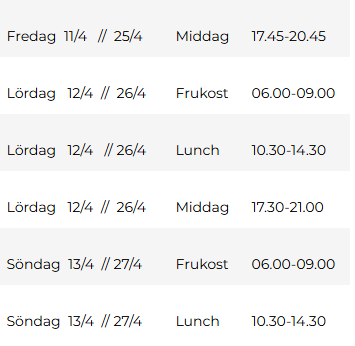 Fredag 11/4 // 25/4 Middag 17.45-20.45
Lördag 12/4 // 26/4 Frukost 06.00-09.00
Lördag 12/4 // 26/4 Lunch 10.30-14.30
Lördag 12/4 // 26/4 Middag 17.30-21.00
Söndag 13/4 // 27/4 Frukost 06.00-09.00
Söndag 13/4 // 27/4 Lunch 10.30-14.30